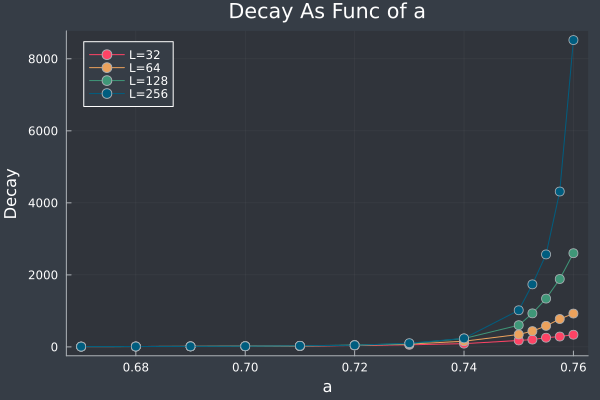 Decay As Func of a
L=32
L=64
L=128
L=256
Decay
8000
6000
4000
2000
0
0.68 0.70 0.72 0.74 0.76
a